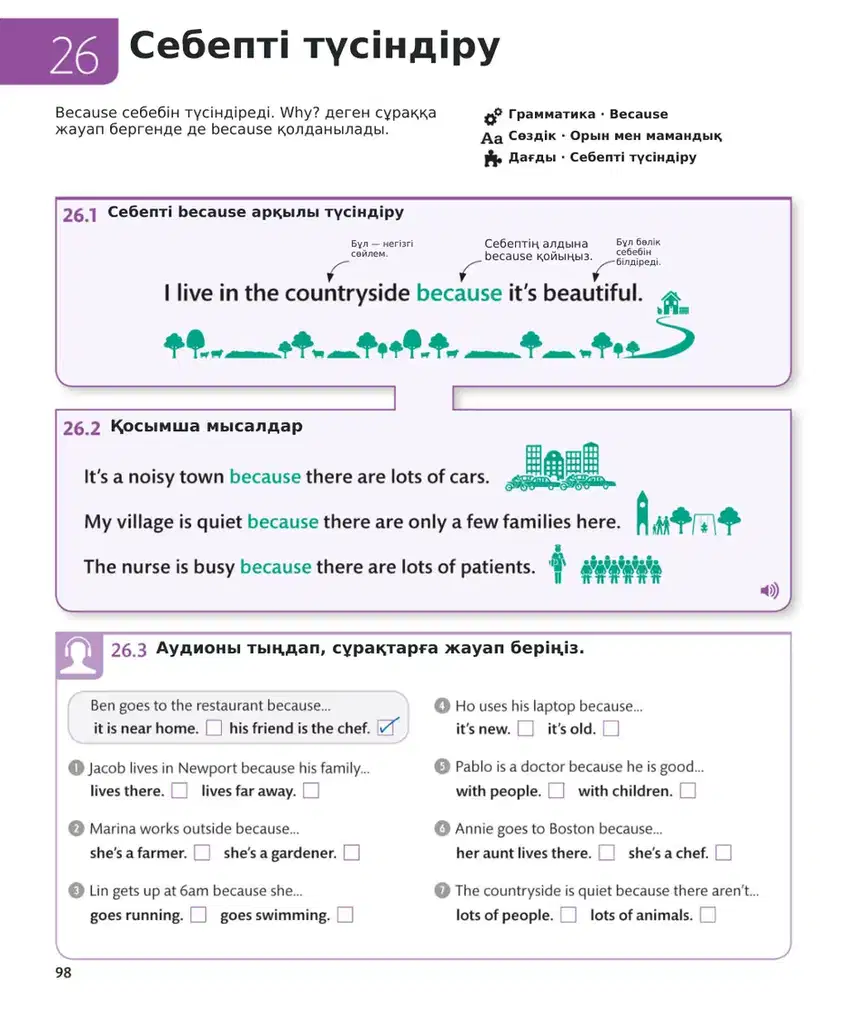 26
Себепті түсіндіру
Because себебін түсіндіреді. Why? деген сұраққа
жауап бергенде де because қолданылады.
Грамматика · Because
Aa Сөздік · Орын мен мамандық
Дағды · Себепті түсіндіру
26.1 Себепті because арқылы түсіндіру
Бұл — негізгі
сөйлем.
Себептің алдына
because қойыңыз.
Бұл бөлік
себебін
білдіреді.
I live in the countryside because it's beautiful.
26.2 Қосымша мысалдар
It's a noisy town because there are lots of cars.
My village is quiet because there are only a few families here.
The nurse is busy because there are lots of patients.
26.3 Аудионы тыңдап, сұрақтарға жауап беріңіз.
Ben goes to the restaurant because...
it is near home. his friend is the chef.
1 Jacob lives in Newport because his family...
lives there. lives far away.
2 Marina works outside because...
she's a farmer. she's a gardener.
3 Lin gets up at 6am because she...
goes running. goes swimming.
4 Ho uses his laptop because...
it's new. it's old.
5 Pablo is a doctor because he is good...
with people. with children.
6 Annie goes to Boston because...
her aunt lives there. she's a chef.
7 The countryside is quiet because there aren't...
lots of people. lots of animals.
98